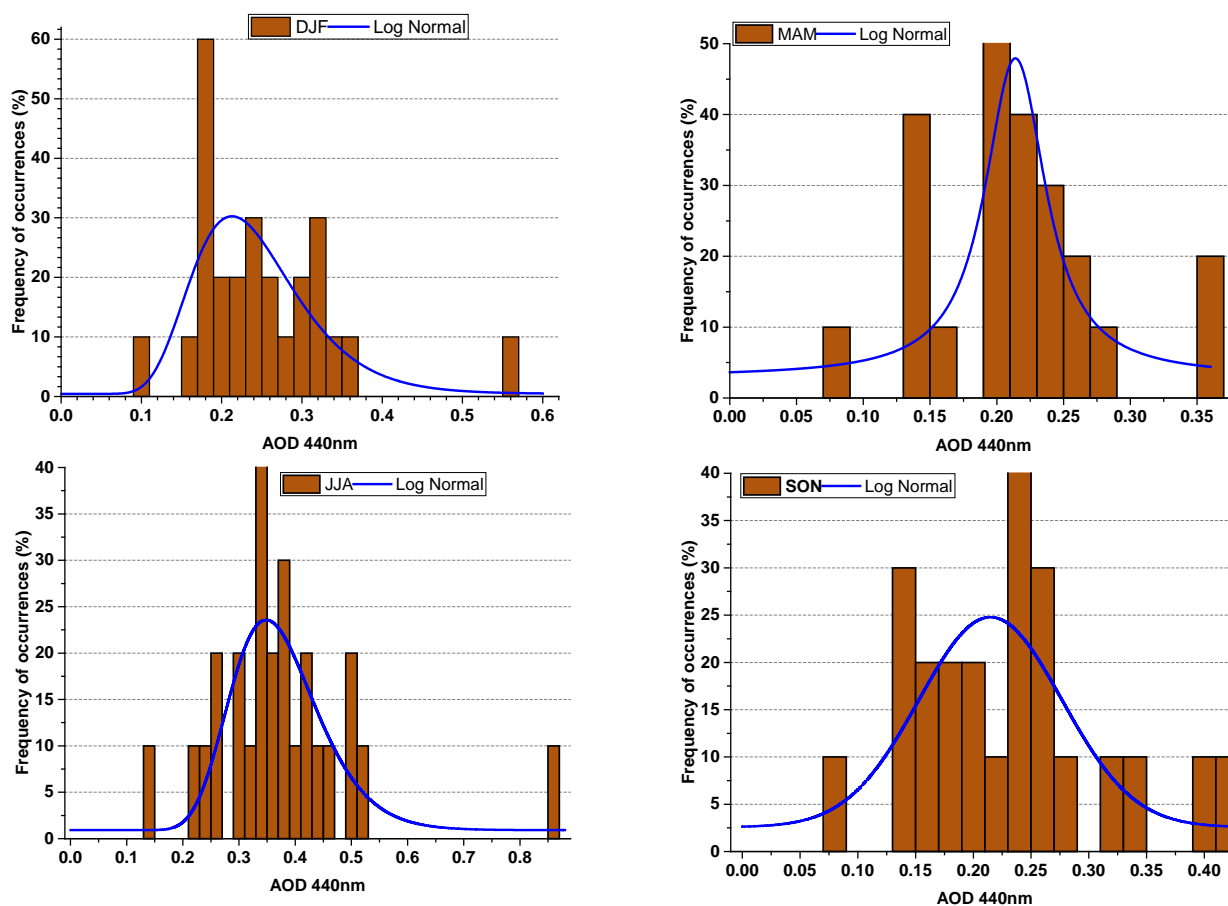 DJF Log Normal
Frequency of occurrences (%)
60
50
40
30
20
10
0
0.0 0.1 0.2 0.3 0.4 0.5 0.6
AOD 440nm
MAM Log Normal
Frequency of occurrences (%)
50
40
30
20
10
0
0.00 0.05 0.10 0.15 0.20 0.25 0.30 0.35
AOD 440nm
JJA Log Normal
Frequency of occurrences (%)
40
35
30
25
20
15
10
5
0
0.0 0.1 0.2 0.3 0.4 0.5 0.6 0.7 0.8
AOD 440nm
SON Log Normal
Frequency of occurrences (%)
40
35
30
25
20
15
10
5
0
0.00 0.05 0.10 0.15 0.20 0.25 0.30 0.35 0.40
AOD 440nm